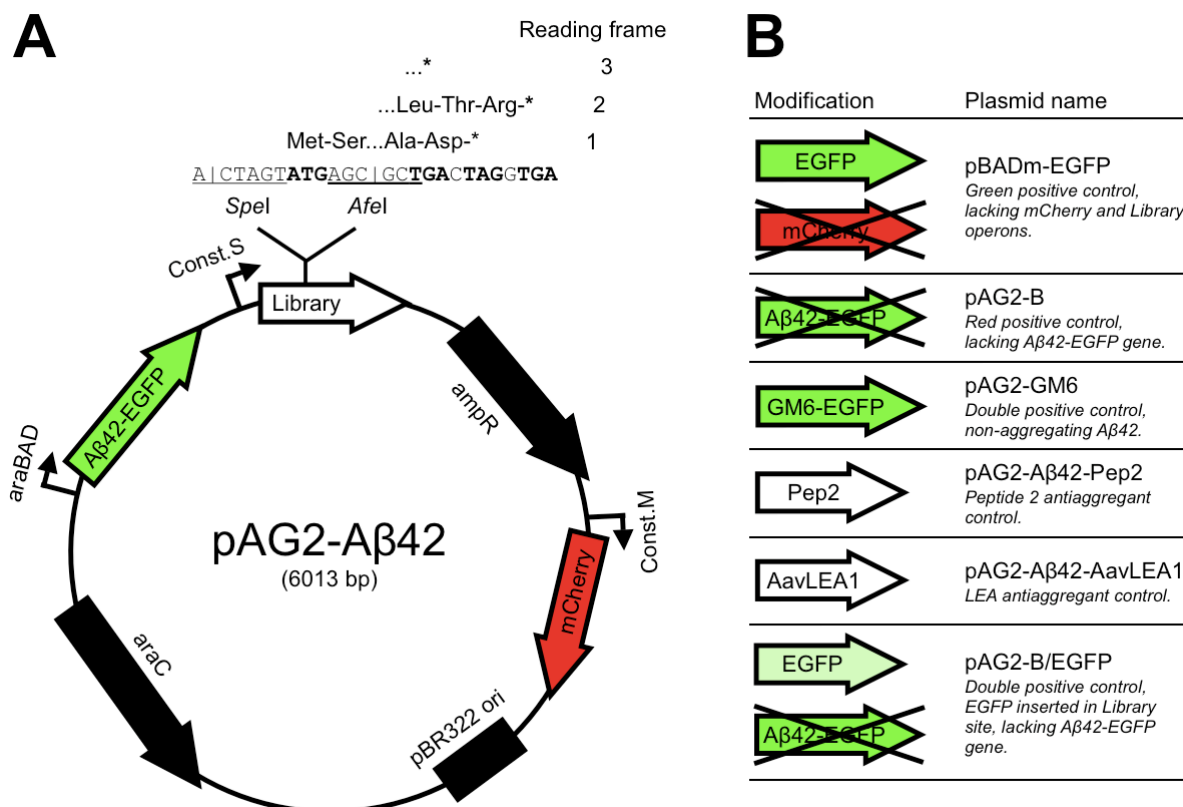 A
Reading frame
...* 3
...Leu-Thr-Arg-* 2
Met-Ser...Ala-Asp-* 1
A|CTAGTATGAGC|GCTGACTAGGTGA
SpeI AfeI
Const.S
Library
Aβ42-EGFP
araBAD
ampR
Const.M
mCherry
pAG2-Aβ42
(6013 bp)
araC
pBR322 ori
B
Modification Plasmid name
EGFP
mCherry
pBADm-EGFP
Green positive control,
lacking mCherry and Library
operons.
Aβ42-EGFP
pAG2-B
Red positive control,
lacking Aβ42-EGFP gene.
GM6-EGFP
pAG2-GM6
Double positive control,
non-aggregating Aβ42.
Pep2
pAG2-Aβ42-Pep2
Peptide 2 antiaggregant
control.
AavLEA1
pAG2-Aβ42-AavLEA1
LEA antiaggregant control.
EGFP
Aβ42-EGFP
pAG2-B/EGFP
Double positive control,
EGFP inserted in Library
site, lacking Aβ42-EGFP
gene.